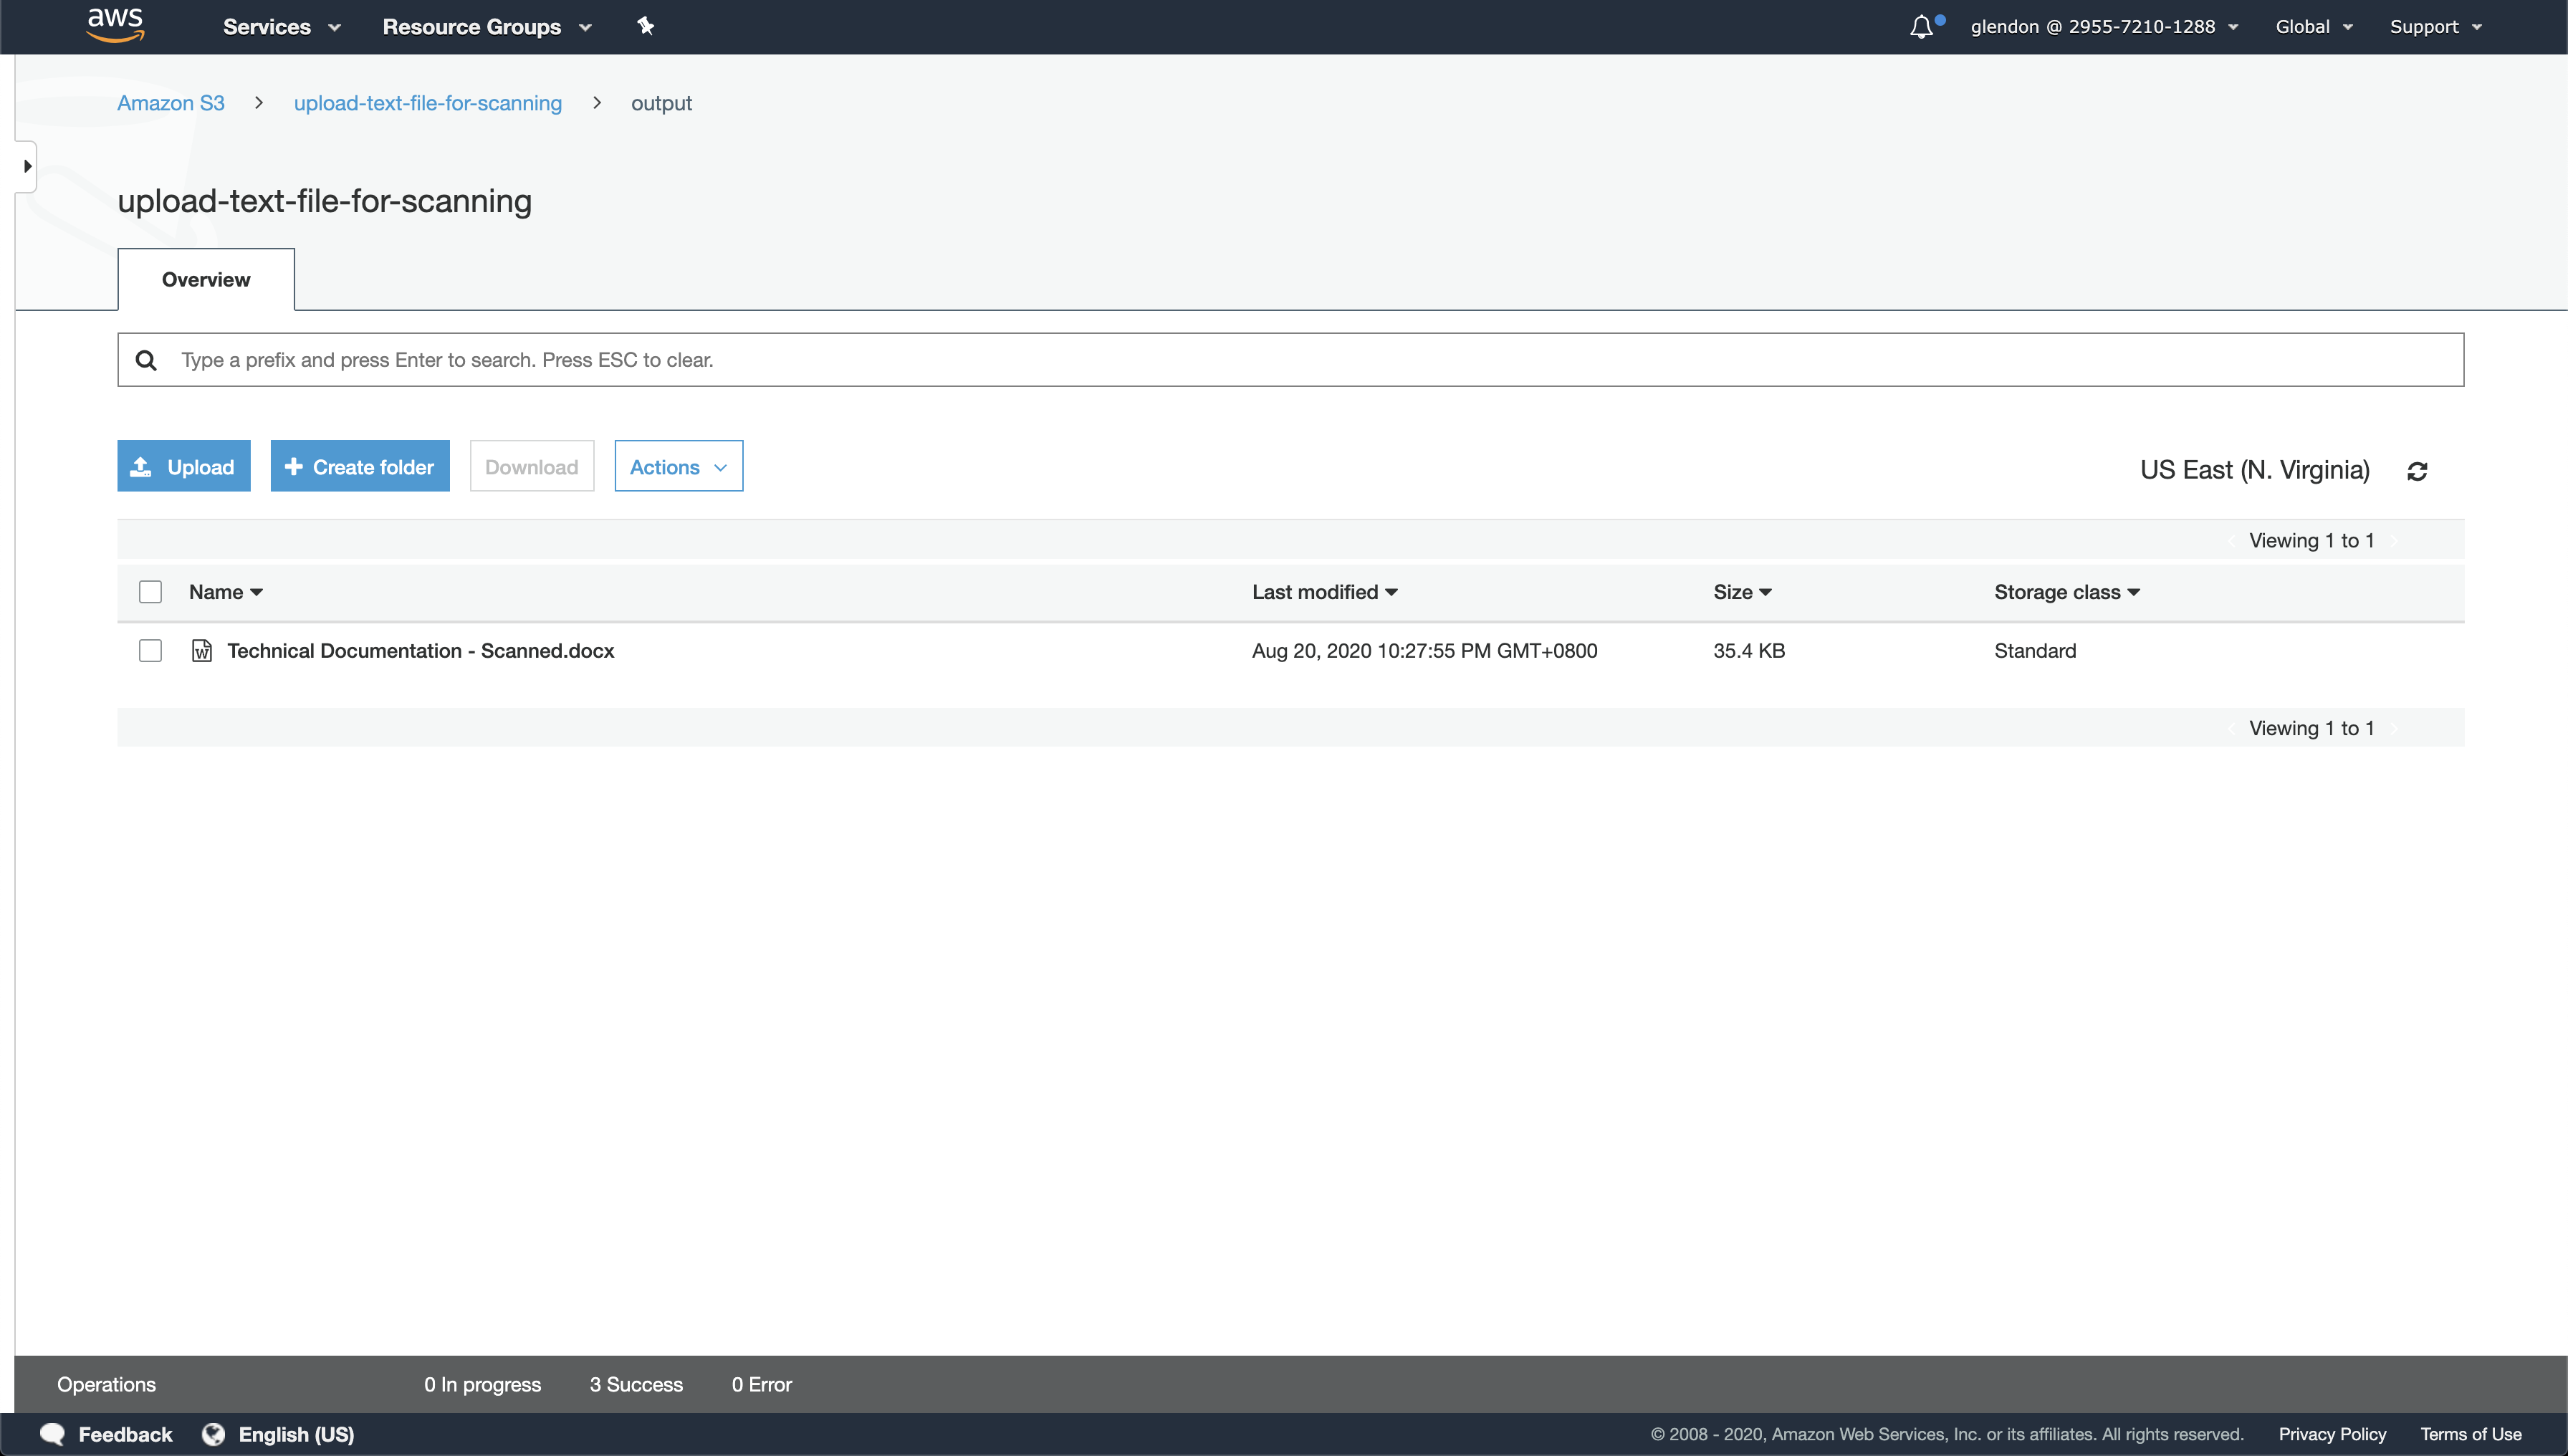 aws Services Resource Groups glendon @ 2955-7210-1288 Global Support
Amazon S3 > upload-text-file-for-scanning > output
upload-text-file-for-scanning
Overview
Type a prefix and press Enter to search. Press ESC to clear.
Upload + Create folder Download Actions US East (N. Virginia)
Viewing 1 to 1
Name Last modified Size Storage class
Technical Documentation - Scanned.docx Aug 20, 2020 10:27:55 PM GMT+0800 35.4 KB Standard
Viewing 1 to 1
Operations 0 In progress 3 Success 0 Error
Feedback English (US) © 2008 - 2020, Amazon Web Services, Inc. or its affiliates. All rights reserved. Privacy Policy Terms of Use